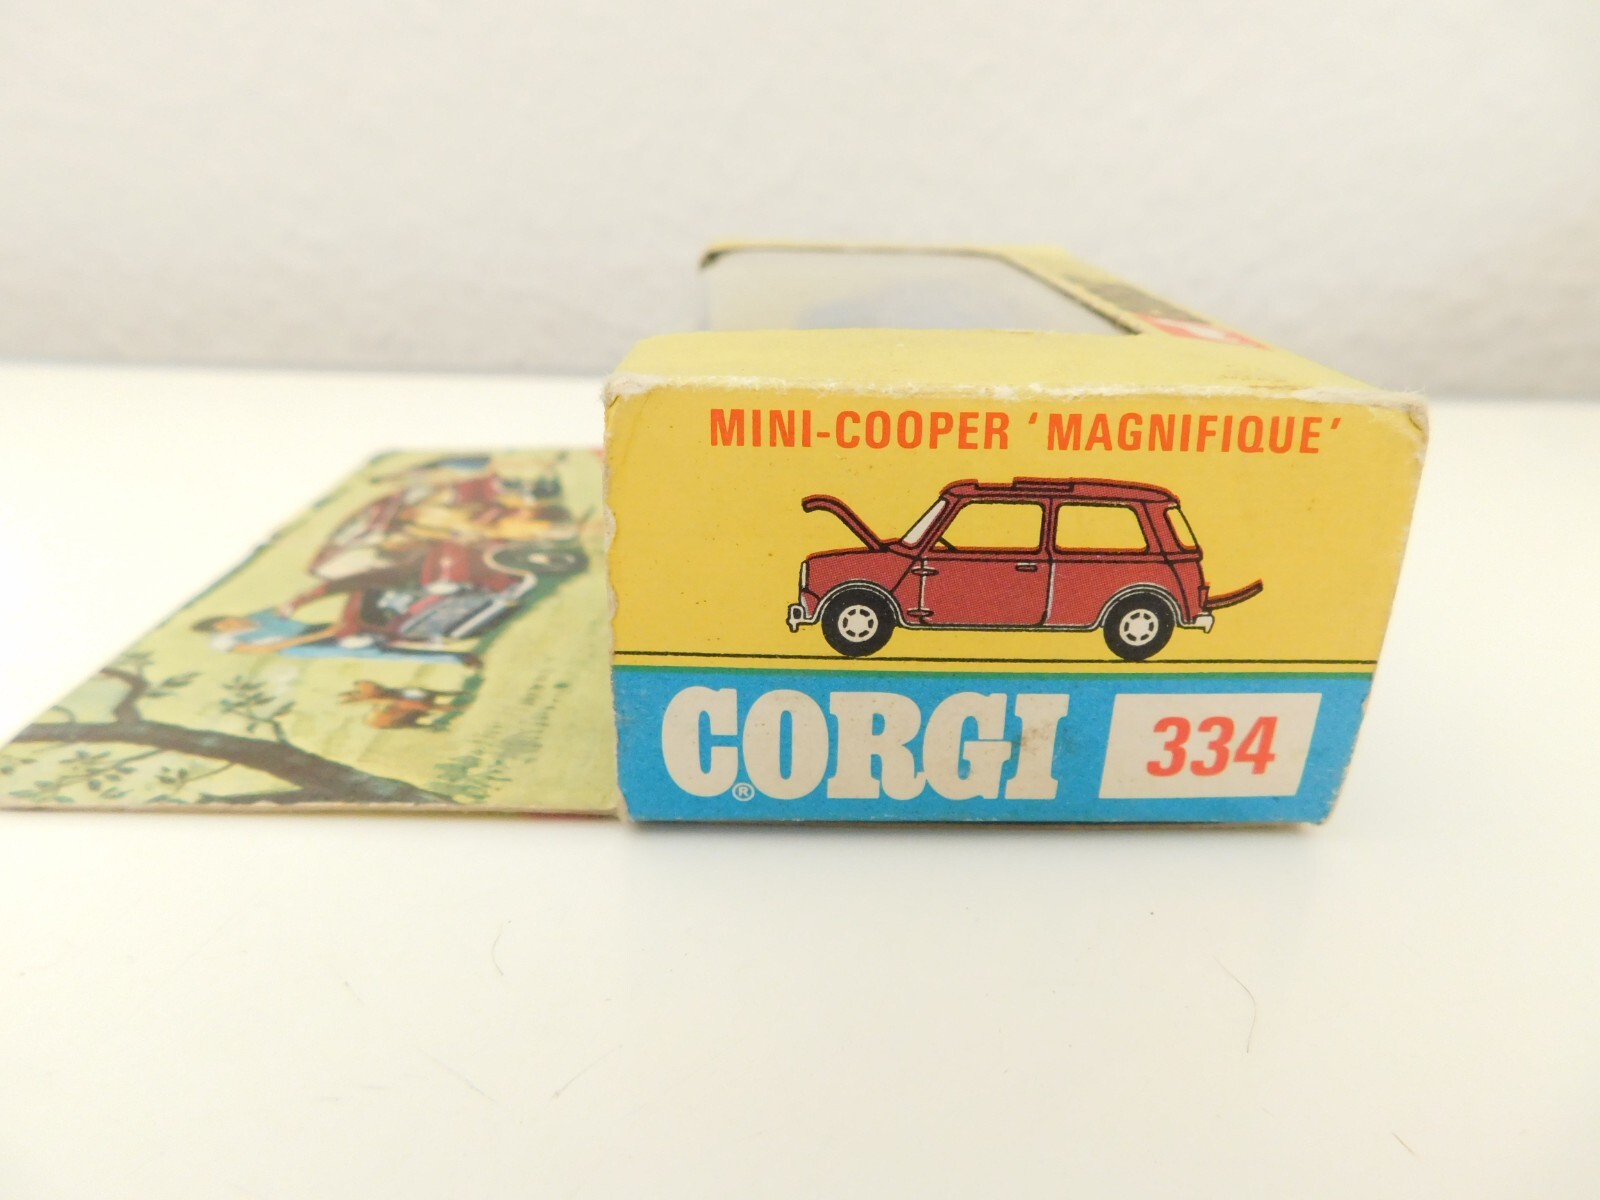 MINI-COOPER 'MAGNIFIQUE'
CORGI®
334